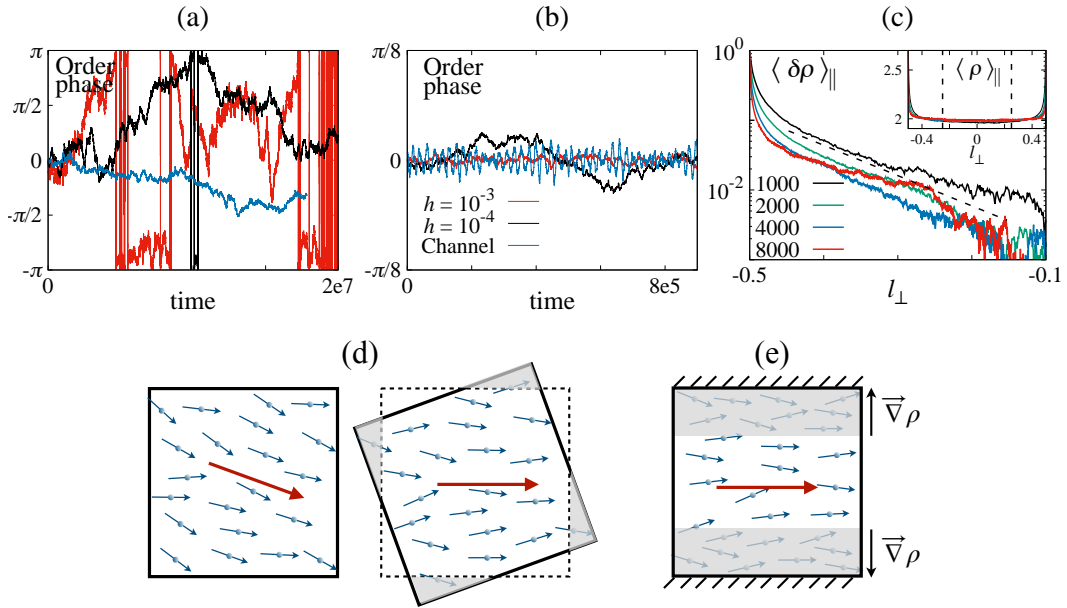 (a)
(b)
(c)
π
π/2
0
-π/2
-π
Order
phase
0
time
2e7
π/8
0
-π/8
Order
phase
h = 10⁻³
h = 10⁻⁴
Channel
0
time
8e5
10⁰
10⁻²
⟨ δρ ⟩∥
1000
2000
4000
8000
-0.5
l⊥
-0.1
2.5
2
⟨ ρ ⟩∥
-0.4
0
0.4
l⊥
(d)
(e)
∇⃗ ρ
∇⃗ ρ